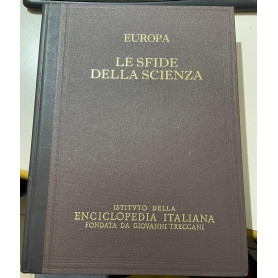 EUROPA
LE SFIDE
DELLA SCIENZA
ISTITVTO DELLA
ENCICLOPEDIA ITALIANA
FONDATA DA GIOVANNI TRECCANI